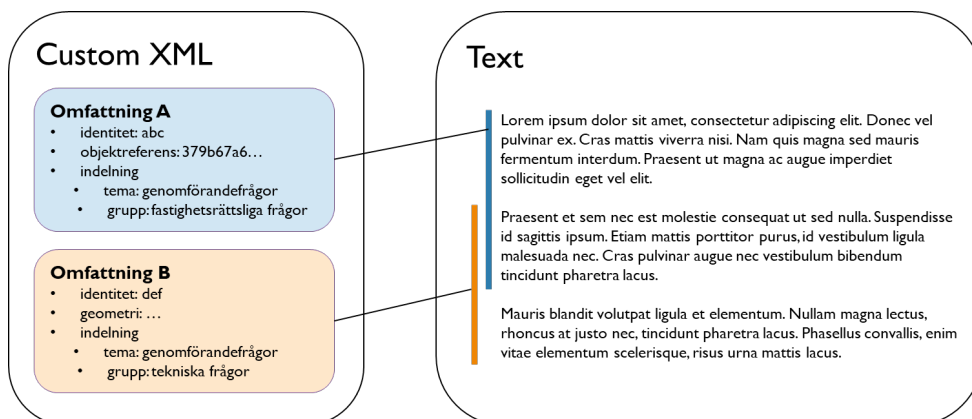 Custom XML
Omfattning A
• identitet: abc
• objektreferens: 379b67a6…
• indelning
• tema: genomförandefrågor
• grupp: fastighetsrättsliga frågor
Omfattning B
• identitet: def
• geometri: …
• indelning
• tema: genomförandefrågor
• grupp: tekniska frågor
Text
Lorem ipsum dolor sit amet, consectetur adipiscing elit. Donec vel
pulvinar ex. Cras mattis viverra nisi. Nam quis magna sed mauris
fermentum interdum. Praesent ut magna ac augue imperdiet
sollicitudin eget vel elit.
Praesent et sem nec est molestie consequat ut sed nulla. Suspendisse
id sagittis ipsum. Etiam mattis porttitor purus, id vestibulum ligula
malesuada nec. Cras pulvinar augue nec vestibulum bibendum
tincidunt pharetra lacus.
Mauris blandit volutpat ligula et elementum. Nullam magna lectus,
rhoncus at justo nec, tincidunt pharetra lacus. Phasellus convallis, enim
vitae elementum scelerisque, risus urna mattis lacus.